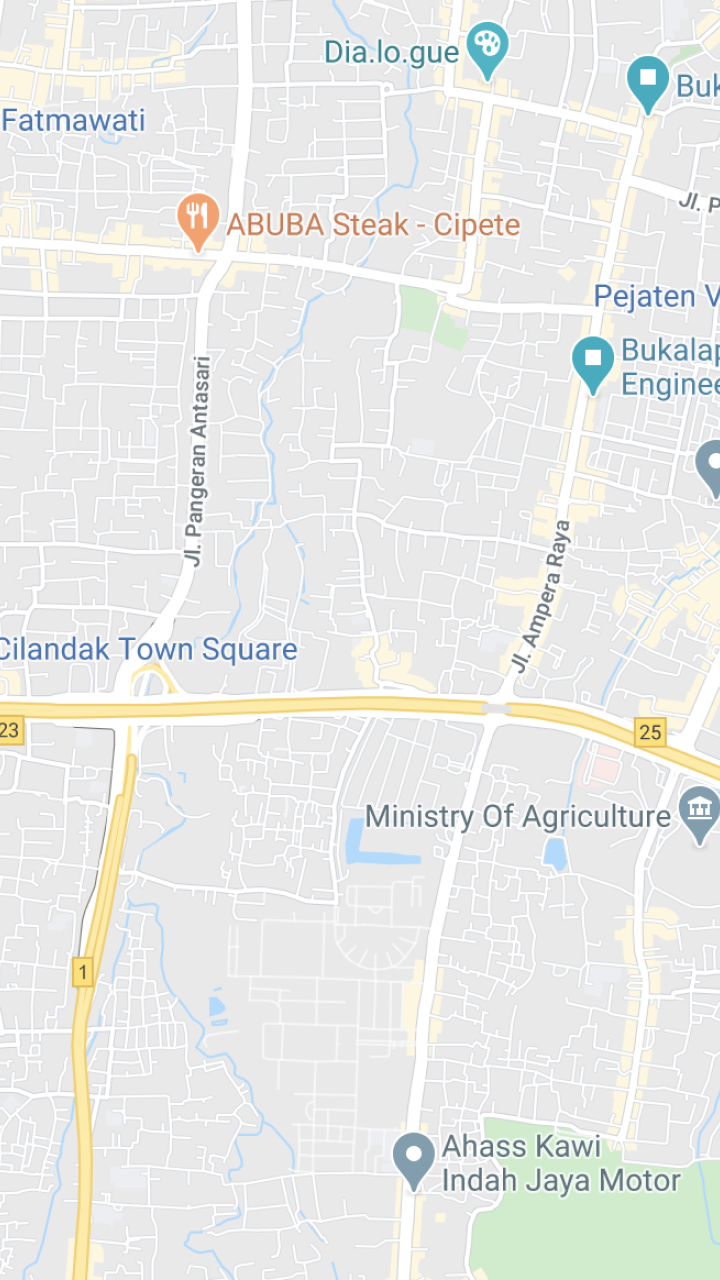 Dia.lo.gue
Buk
Fatmawati
Jl. P
ABUBA Steak - Cipete
Pejaten V
Bukalap
Enginee
Jl. Pangeran Antasari
Jl. Ampera Raya
Cilandak Town Square
23
25
Ministry Of Agriculture
1
Ahass Kawi
Indah Jaya Motor